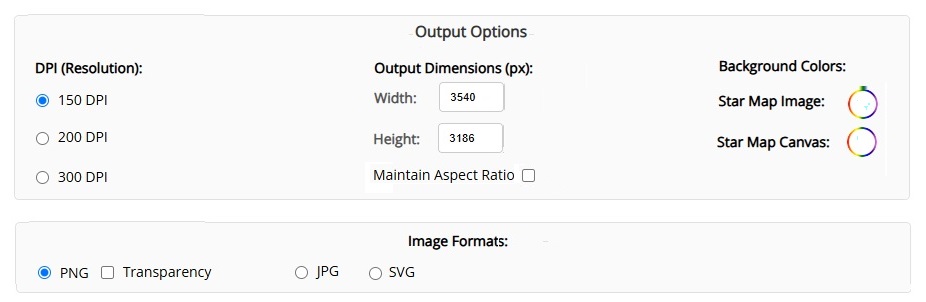 Output Options
DPI (Resolution):
150 DPI
200 DPI
300 DPI
Output Dimensions (px):
Width: 3540
Height: 3186
Maintain Aspect Ratio
Background Colors:
Star Map Image:
Star Map Canvas:
Image Formats:
PNG Transparency JPG SVG